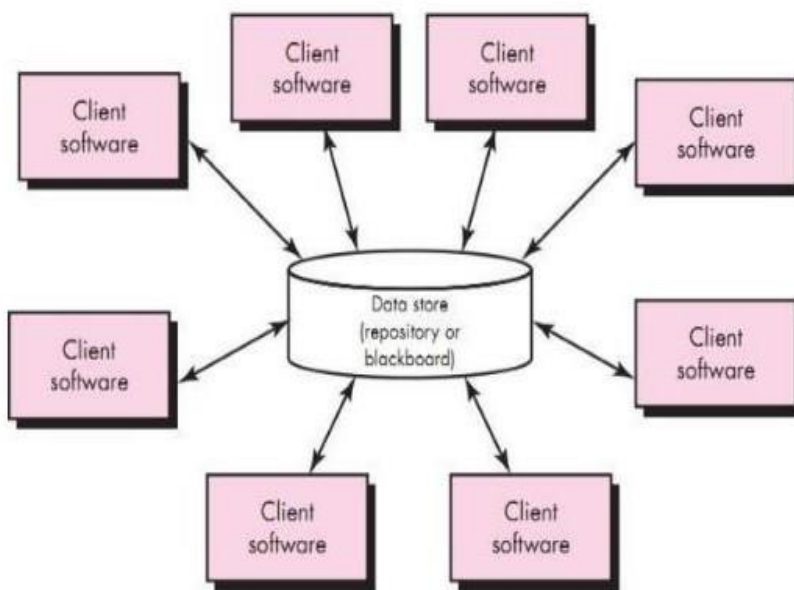 Client
software
Client
software
Client
software
Client
software
Data store
(repository or
blackboard)
Client
software
Client
software
Client
software
Client
software